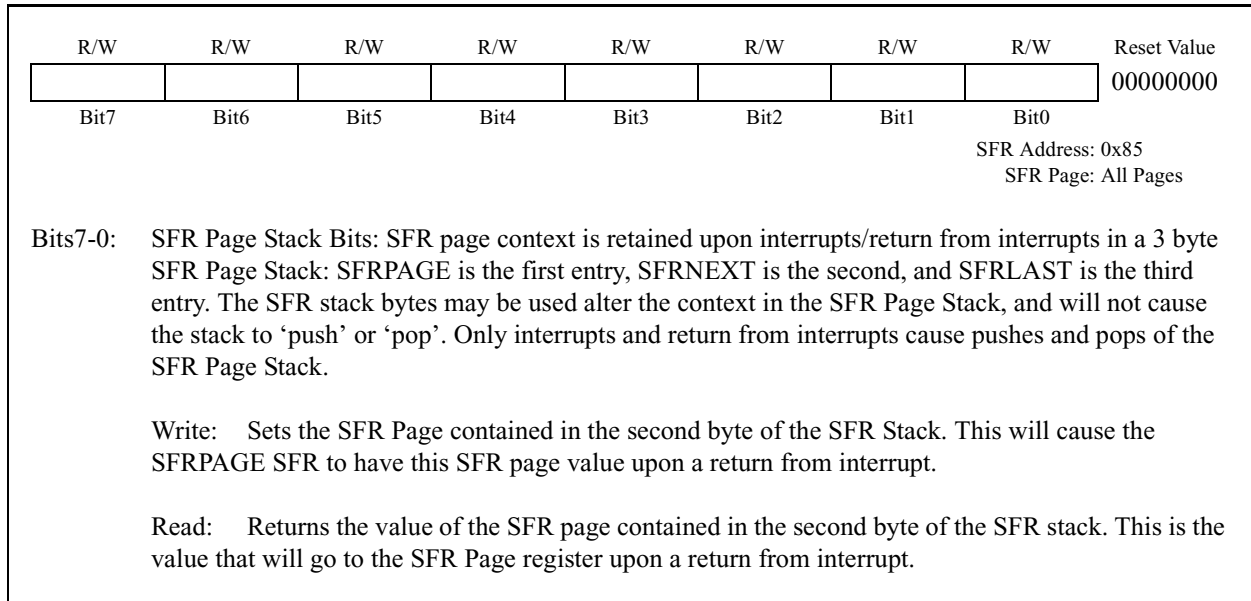 R/W R/W R/W R/W R/W R/W R/W R/W Reset Value
00000000
Bit7 Bit6 Bit5 Bit4 Bit3 Bit2 Bit1 Bit0
SFR Address: 0x85
SFR Page: All Pages
Bits7-0: SFR Page Stack Bits: SFR page context is retained upon interrupts/return from interrupts in a 3 byte
SFR Page Stack: SFRPAGE is the first entry, SFRNEXT is the second, and SFRLAST is the third
entry. The SFR stack bytes may be used alter the context in the SFR Page Stack, and will not cause
the stack to ‘push’ or ‘pop’. Only interrupts and return from interrupts cause pushes and pops of the
SFR Page Stack.
Write: Sets the SFR Page contained in the second byte of the SFR Stack. This will cause the
SFRPAGE SFR to have this SFR page value upon a return from interrupt.
Read: Returns the value of the SFR page contained in the second byte of the SFR stack. This is the
value that will go to the SFR Page register upon a return from interrupt.